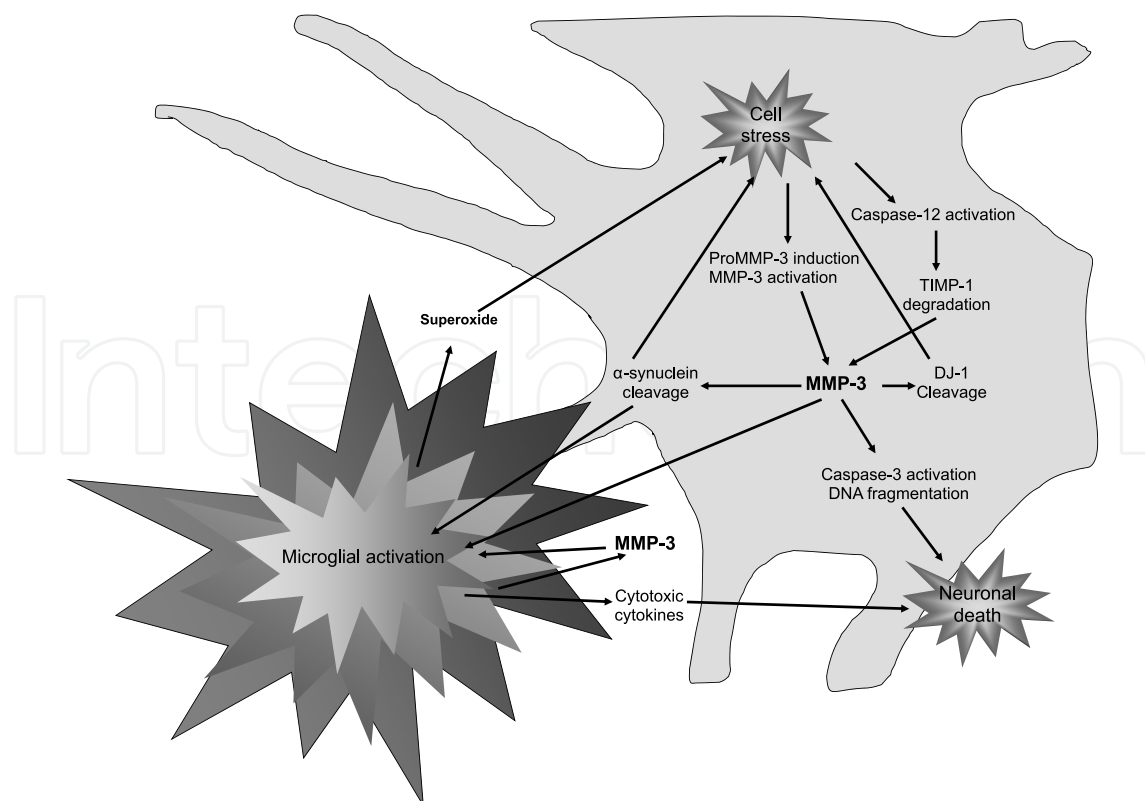 Cell
stress
Caspase-12 activation
ProMMP-3 induction
MMP-3 activation
TIMP-1
degradation
Superoxide
α-synuclein
cleavage
MMP-3
DJ-1
Cleavage
Caspase-3 activation
DNA fragmentation
Microglial activation
MMP-3
Cytotoxic
cytokines
Neuronal
death